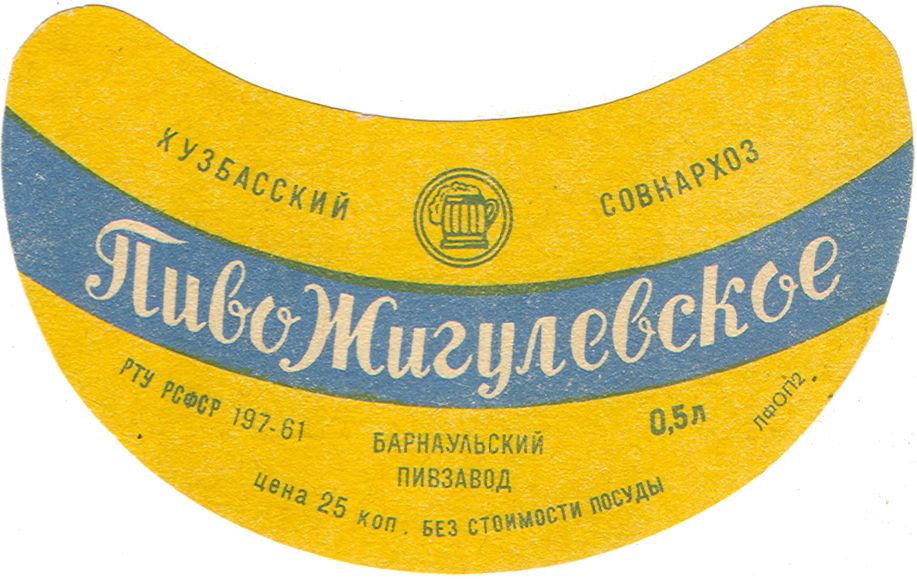 КУЗБАССКИЙ СОВНАРХОЗ
Пиво Жигулевское
РТУ РСФСР 197-61
БАРНАУЛЬСКИЙ
ПИВЗАВОД
0,5л
ЛФОП2.
цена 25 коп. БЕЗ СТОИМОСТИ ПОСУДЫ